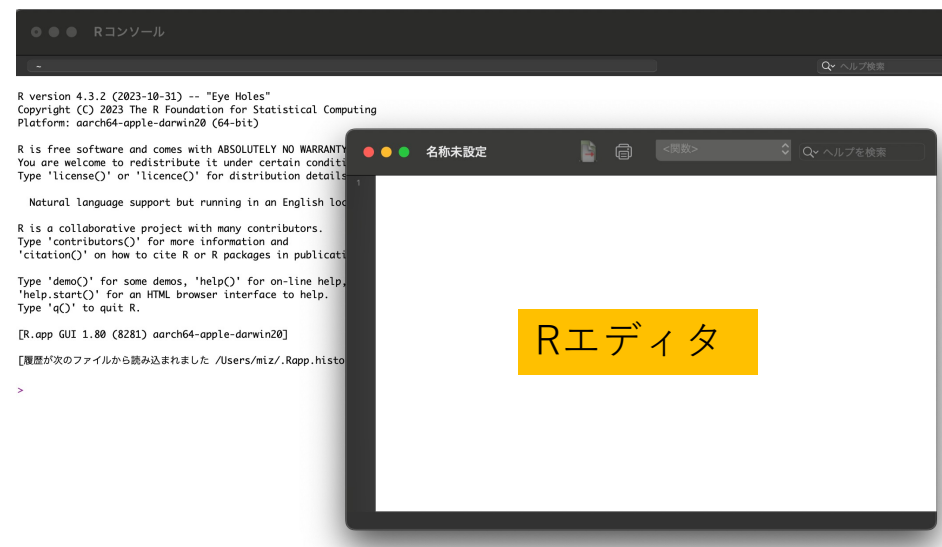 Rコンソール
~
ヘルプ検索
R version 4.3.2 (2023-10-31) -- "Eye Holes"
Copyright (C) 2023 The R Foundation for Statistical Computing
Platform: aarch64-apple-darwin20 (64-bit)
R is free software and comes with ABSOLUTELY NO WARRANTY
You are welcome to redistribute it under certain conditi
Type 'license()' or 'licence()' for distribution details
Natural language support but running in an English loc
R is a collaborative project with many contributors.
Type 'contributors()' for more information and
'citation()' on how to cite R or R packages in publicati
Type 'demo()' for some demos, 'help()' for on-line help,
'help.start()' for an HTML browser interface to help.
Type 'q()' to quit R.
[R.app GUI 1.80 (8281) aarch64-apple-darwin20]
[履歴が次のファイルから読み込まれました /Users/miz/.Rapp.histo
>
名称未設定
<関数>
ヘルプを検索
1
Rエディタ